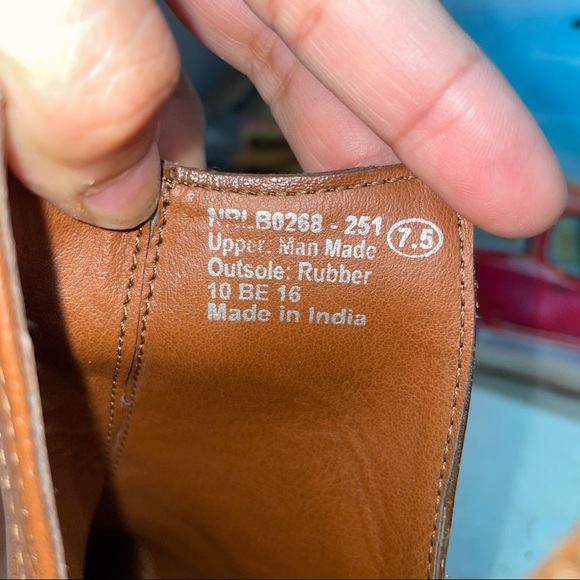 NRLB0268 - 251 7.5
Upper: Man Made
Outsole: Rubber
10 BE 16
Made in India